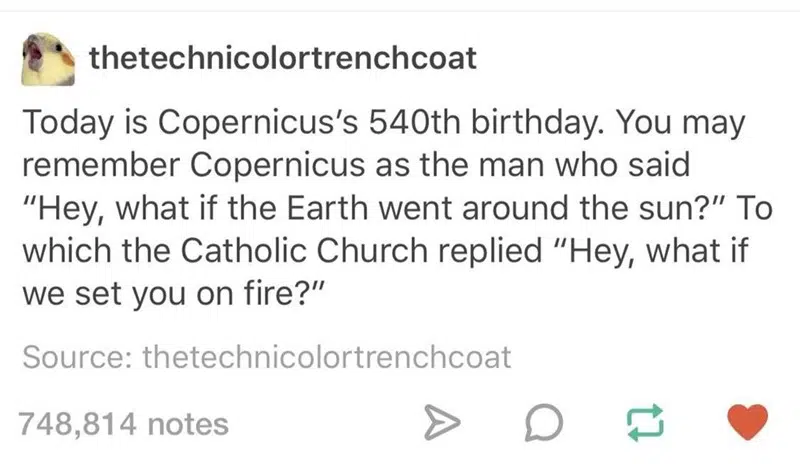 thetechnicolortrenchcoat
Today is Copernicus's 540th birthday. You may
remember Copernicus as the man who said
“Hey, what if the Earth went around the sun?” To
which the Catholic Church replied “Hey, what if
we set you on fire?”
Source: thetechnicolortrenchcoat
748,814 notes